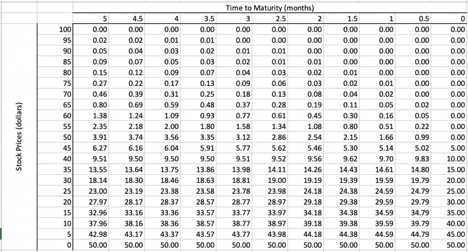 Time to Maturity (months)
5 4.5 4 3.5 3 2.5 2 1.5 1 0.5 0
Stock Prices (dollars)
100 0.00 0.00 0.00 0.00 0.00 0.00 0.00 0.00 0.00 0.00 0.00
95 0.02 0.02 0.01 0.01 0.00 0.00 0.00 0.00 0.00 0.00 0.00
90 0.05 0.04 0.03 0.02 0.01 0.01 0.00 0.00 0.00 0.00 0.00
85 0.09 0.07 0.05 0.03 0.02 0.01 0.01 0.00 0.00 0.00 0.00
80 0.15 0.12 0.09 0.07 0.04 0.03 0.02 0.01 0.00 0.00 0.00
75 0.27 0.22 0.17 0.13 0.09 0.06 0.03 0.02 0.01 0.00 0.00
70 0.46 0.39 0.31 0.25 0.18 0.13 0.08 0.04 0.02 0.00 0.00
65 0.80 0.69 0.59 0.48 0.37 0.28 0.19 0.11 0.05 0.02 0.00
60 1.38 1.24 1.09 0.93 0.77 0.61 0.45 0.30 0.16 0.05 0.00
55 2.35 2.18 2.00 1.80 1.58 1.34 1.08 0.80 0.51 0.22 0.00
50 3.91 3.74 3.56 3.35 3.12 2.86 2.54 2.15 1.66 0.99 0.00
45 6.27 6.16 6.04 5.91 5.77 5.62 5.46 5.30 5.14 5.02 5.00
40 9.51 9.50 9.50 9.50 9.51 9.52 9.56 9.62 9.70 9.83 10.00
35 13.55 13.64 13.75 13.86 13.98 14.11 14.26 14.43 14.61 14.80 15.00
30 18.14 18.30 18.46 18.63 18.81 19.00 19.19 19.39 19.59 19.79 20.00
25 23.00 23.19 23.38 23.58 23.78 23.98 24.18 24.38 24.59 24.79 25.00
20 27.97 28.17 28.37 28.57 28.77 28.97 29.18 29.38 29.59 29.79 30.00
15 32.96 33.16 33.36 33.57 33.77 33.97 34.18 34.38 34.59 34.79 35.00
10 37.96 38.16 38.36 38.57 38.77 38.97 39.18 39.38 39.59 39.79 40.00
5 42.98 43.17 43.37 43.57 43.77 43.98 44.18 44.38 44.59 44.79 45.00
0 50.00 50.00 50.00 50.00 50.00 50.00 50.00 50.00 50.00 50.00 50.00